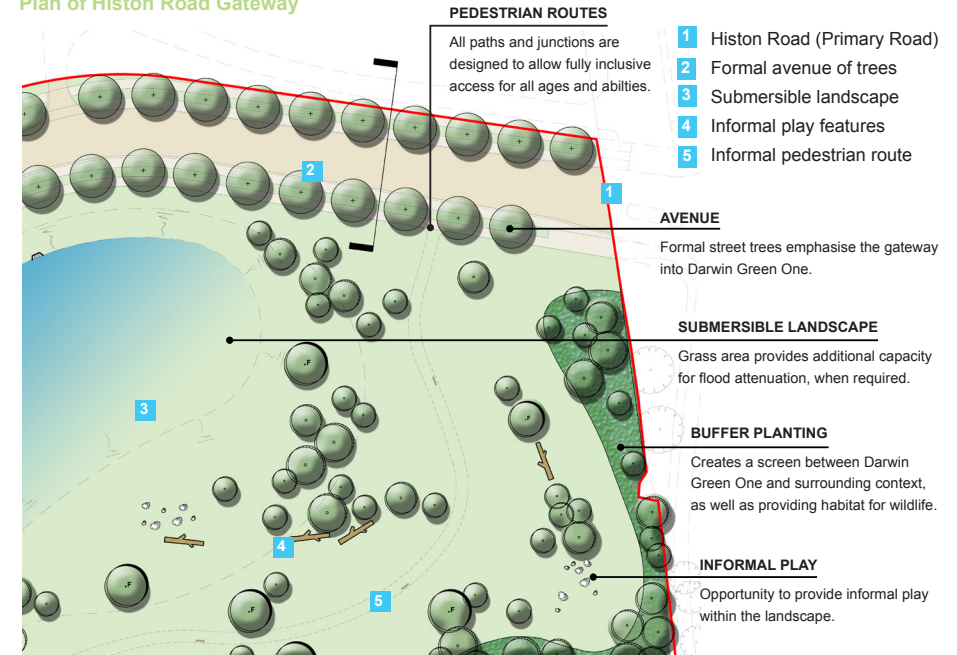 Plan of Histon Road Gateway
PEDESTRIAN ROUTES
All paths and junctions are
designed to allow fully inclusive
access for all ages and abilties.
1 Histon Road (Primary Road)
2 Formal avenue of trees
3 Submersible landscape
4 Informal play features
5 Informal pedestrian route
2
1
AVENUE
Formal street trees emphasise the gateway
into Darwin Green One.
SUBMERSIBLE LANDSCAPE
Grass area provides additional capacity
for flood attenuation, when required.
.F
3
.F
BUFFER PLANTING
Creates a screen between Darwin
Green One and surrounding context,
as well as providing habitat for wildlife.
4
INFORMAL PLAY
Opportunity to provide informal play
within the landscape.
.F
5
.F
.F